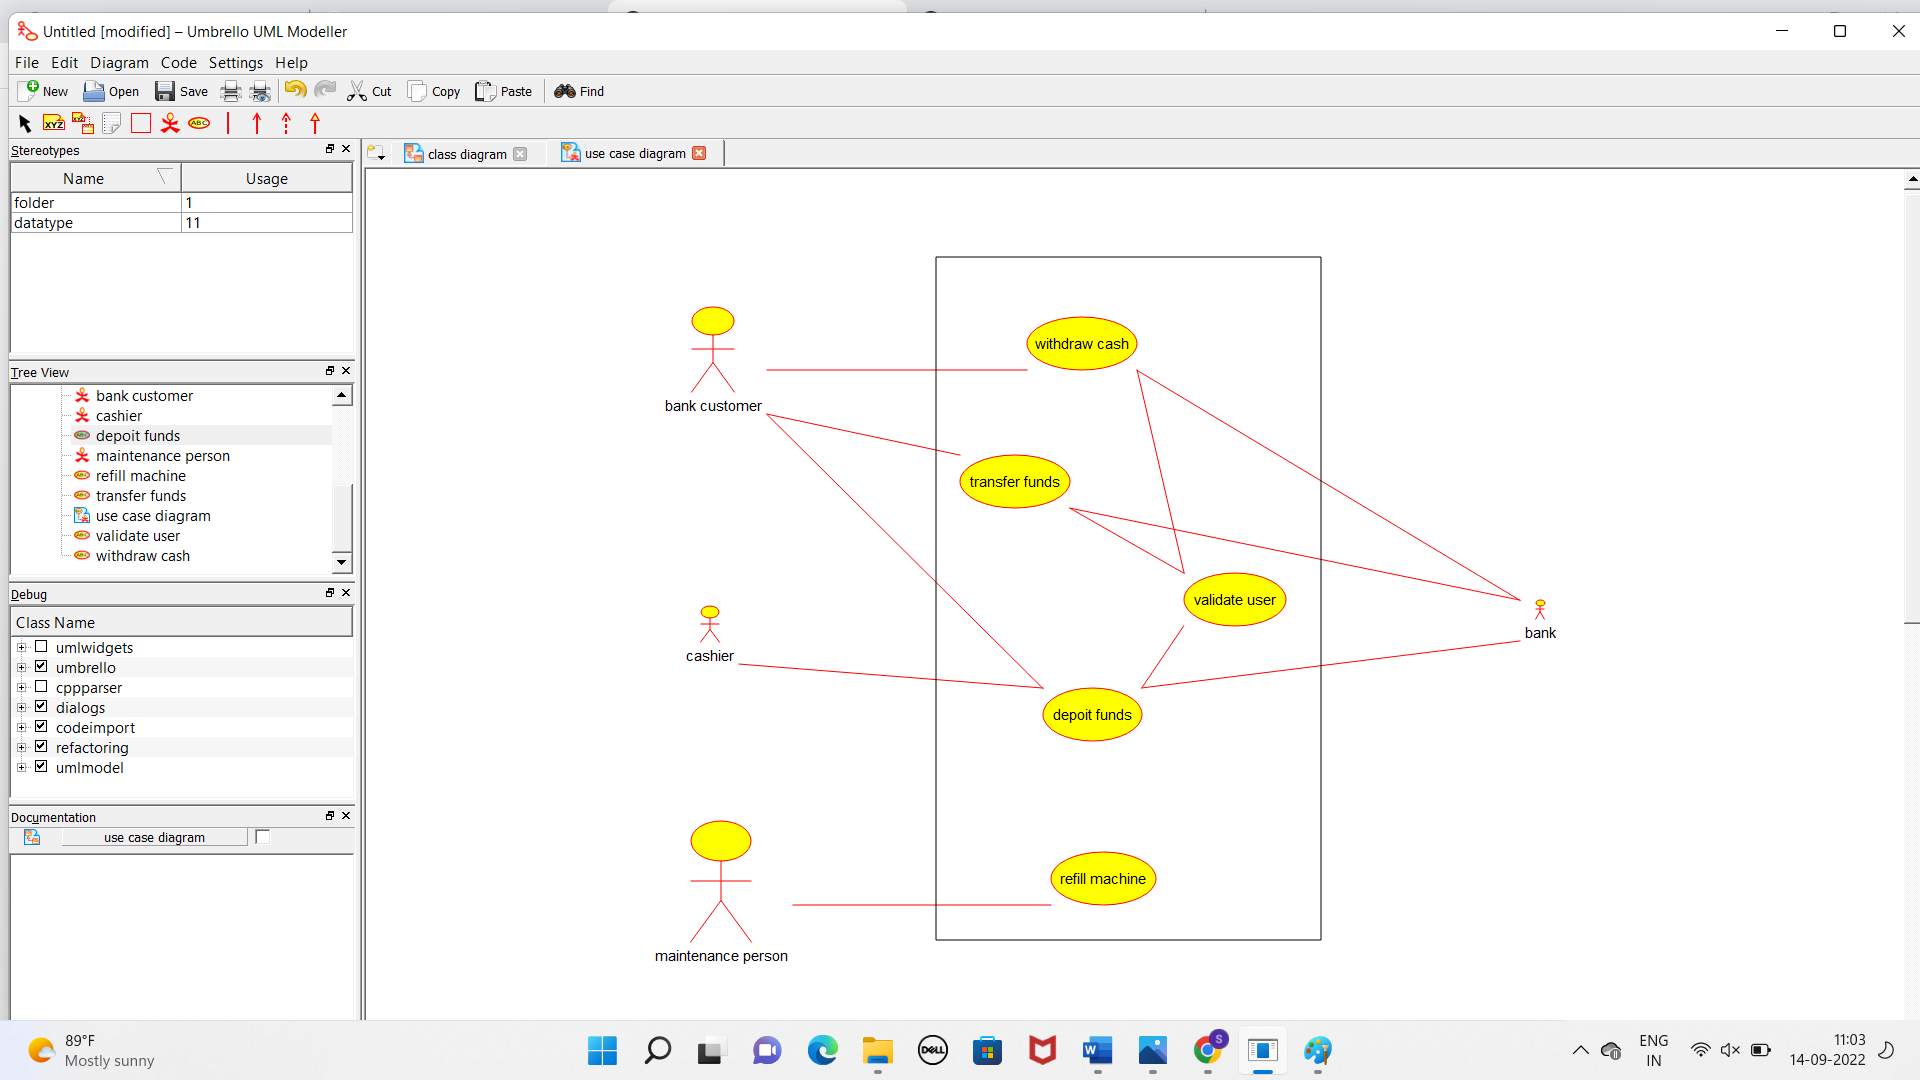 Untitled [modified] – Umbrello UML Modeller
File Edit Diagram Code Settings Help
New Open Save Cut Copy Paste Find
XYZ XYZ ABC
Stereotypes
Name Usage
folder 1
datatype 11
Tree View
bank customer
cashier
depoit funds
maintenance person
refill machine
transfer funds
use case diagram
validate user
withdraw cash
Debug
Class Name
umlwidgets
umbrello
cppparser
dialogs
codeimport
refactoring
umlmodel
Documentation
use case diagram
class diagram use case diagram
withdraw cash
bank customer
transfer funds
validate user
bank
cashier
depoit funds
refill machine
maintenance person
89°F
Mostly sunny
DELL
W
S
ENG
IN
11:03
14-09-2022